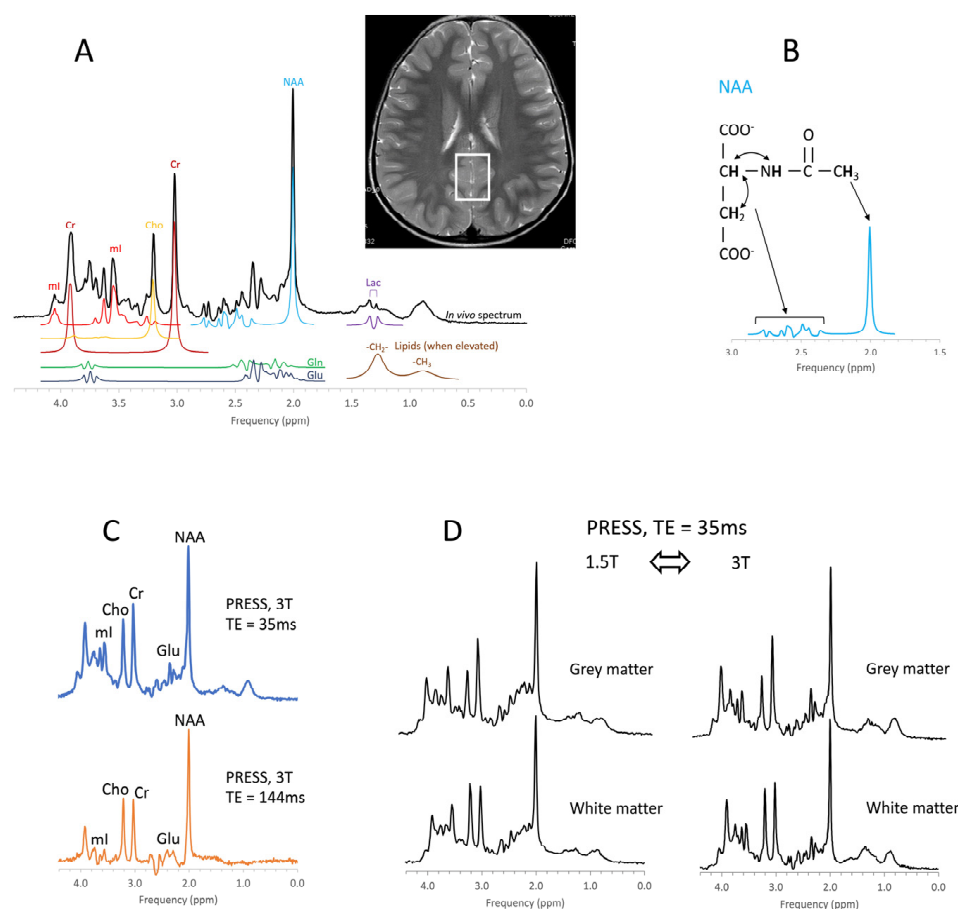 A
NAA
Cr
Cho
Cr
mI
mI
Lac
In vivo spectrum
-CH₂- Lipids (when elevated)
-CH₃
Gln
Glu
4.0 3.5 3.0 2.5 2.0 1.5 1.0 0.5 0.0
Frequency (ppm)
B
NAA
COO⁻ O
CH NH C CH₃
CH₂
COO⁻
3.0 2.5 2.0 1.5
Frequency (ppm)
C
NAA
Cho
Cr
mI
Glu
PRESS, 3T
TE = 35ms
NAA
Cho
Cr
mI
Glu
PRESS, 3T
TE = 144ms
4.0 3.0 2.0 1.0 0.0
Frequency (ppm)
D
PRESS, TE = 35ms
1.5T 3T
Grey matter
Grey matter
White matter
White matter
4.0 3.0 2.0 1.0 0.0
Frequency (ppm)
4.0 3.0 2.0 1.0 0.0
Frequency (ppm)